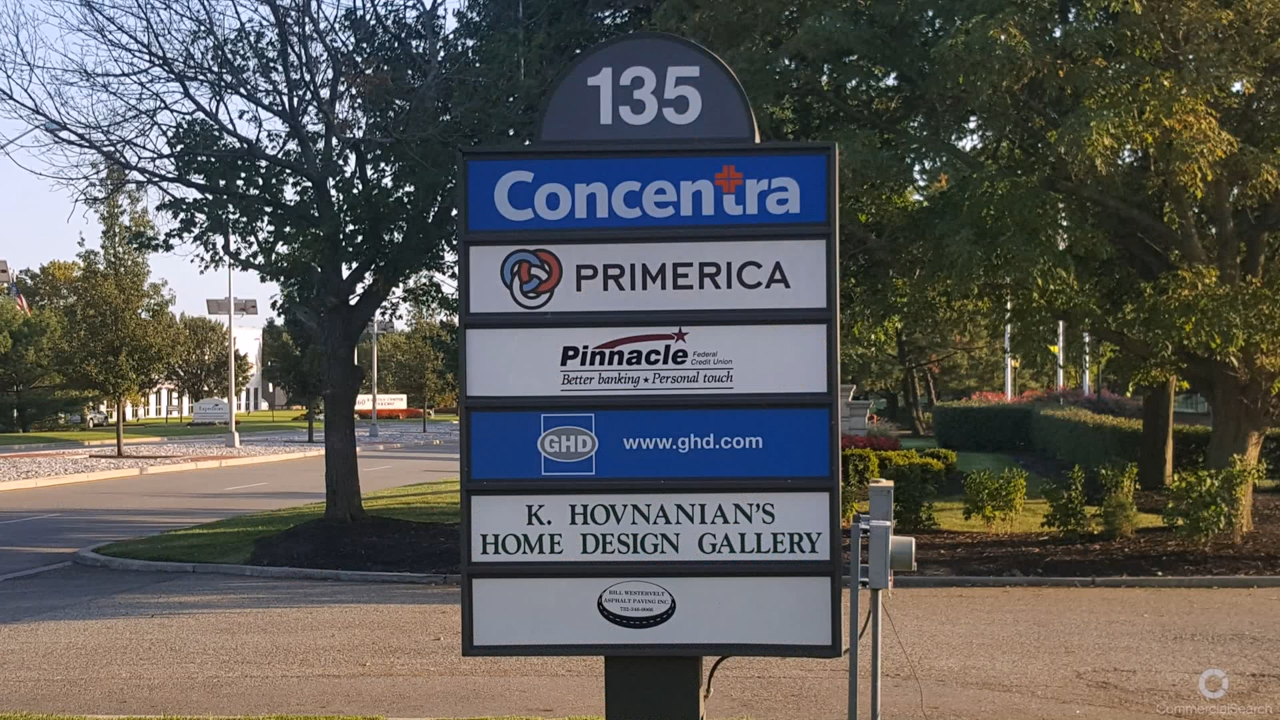 135
Concentra
PRIMERICA
Pinnacle Federal
Credit Union
Better banking ★ Personal touch
GHD www.ghd.com
K. HOVNANIAN'S
HOME DESIGN GALLERY
BILL WESTERVELT
ASPHALT PAVING INC
CommercialSearch